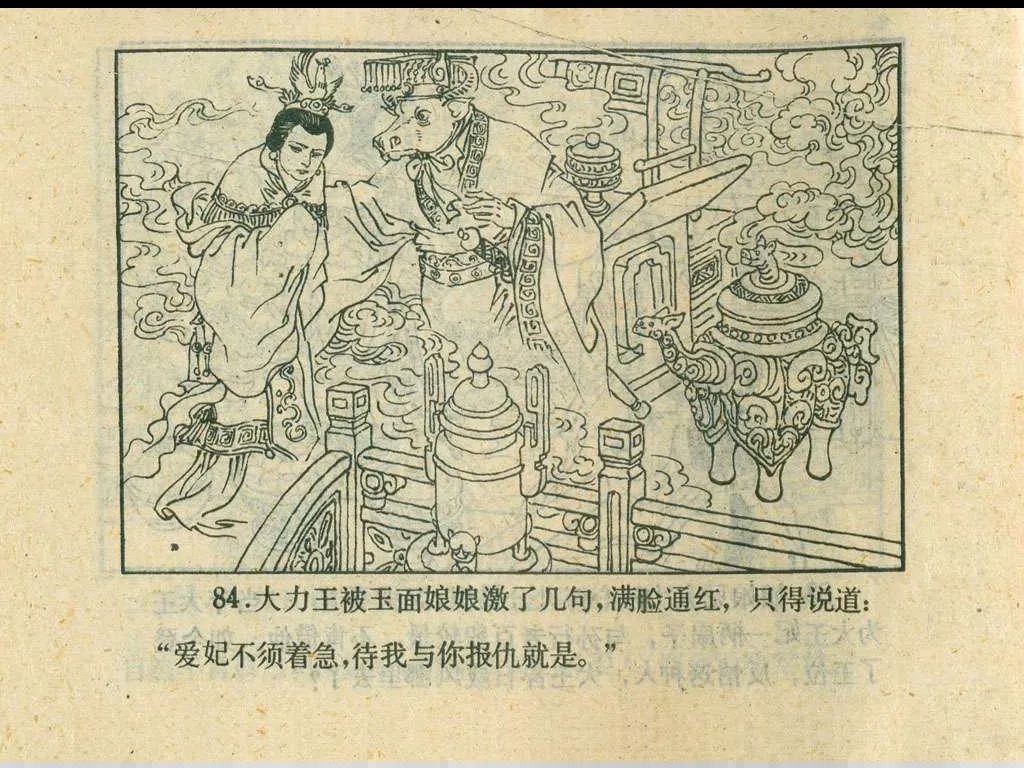 84.大力王被玉面娘娘激了几句,满脸通红, 只得说道:
“爱妃不须着急,待我与你报仇就是。”